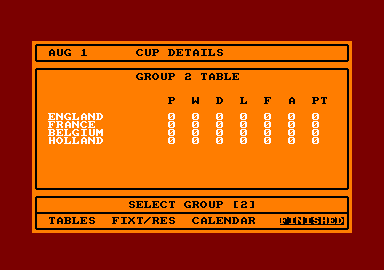 AUG 1 CUP DETAILS
GROUP 2 TABLE
P W D L F A PT
ENGLAND 0 0 0 0 0 0 0
FRANCE 0 0 0 0 0 0 0
BELGIUM 0 0 0 0 0 0 0
HOLLAND 0 0 0 0 0 0 0
SELECT GROUP [2]
TABLES FIXT/RES CALENDAR FINISHED